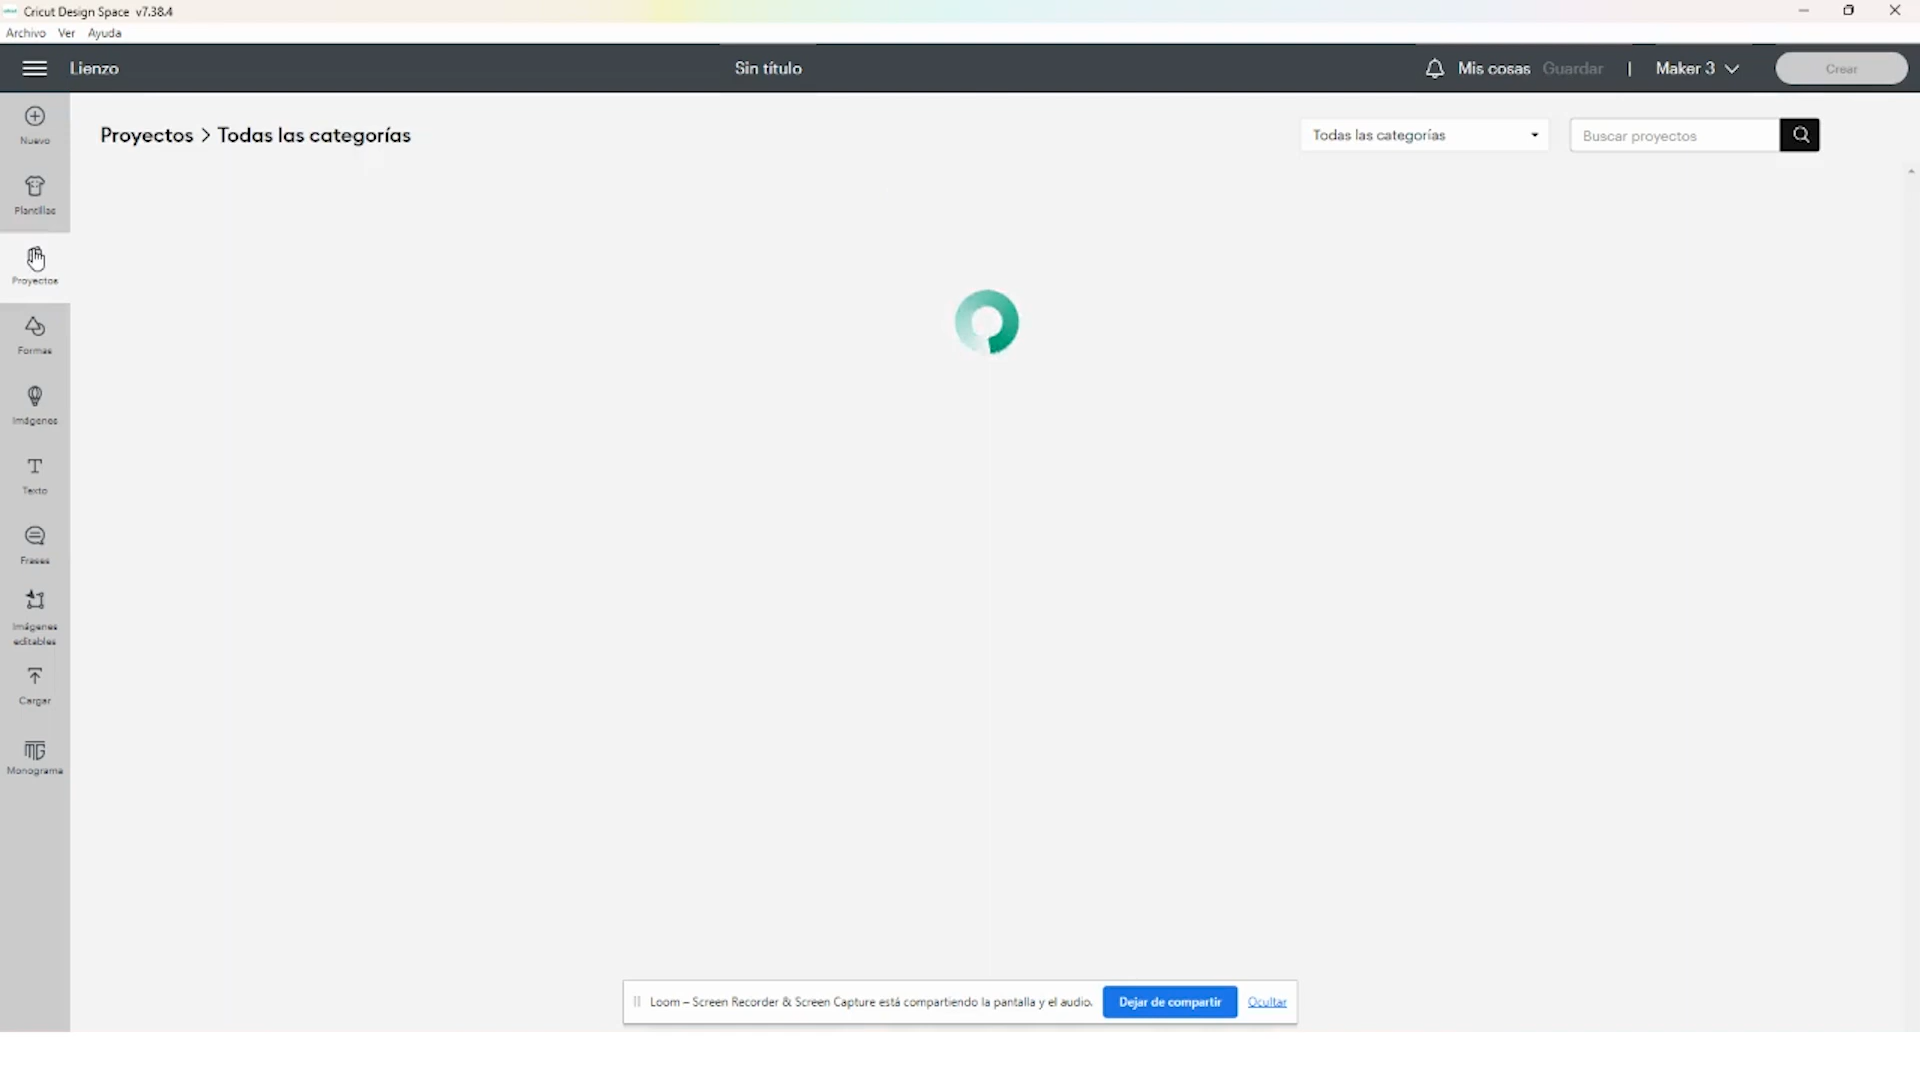 Cricut Design Space v7.38.4
Archivo Ver Ayuda
Lienzo
Sin título
Mis cosas Guardar | Maker 3
Crear
Nuevo
Plantillas
Proyectos
Formas
Imágenes
Texto
Frases
Imágenes
editables
Cargar
MG
Monograma
Proyectos > Todas las categorías
Todas las categorías
Buscar proyectos
Loom – Screen Recorder & Screen Capture está compartiendo la pantalla y el audio.
Dejar de compartir
Ocultar